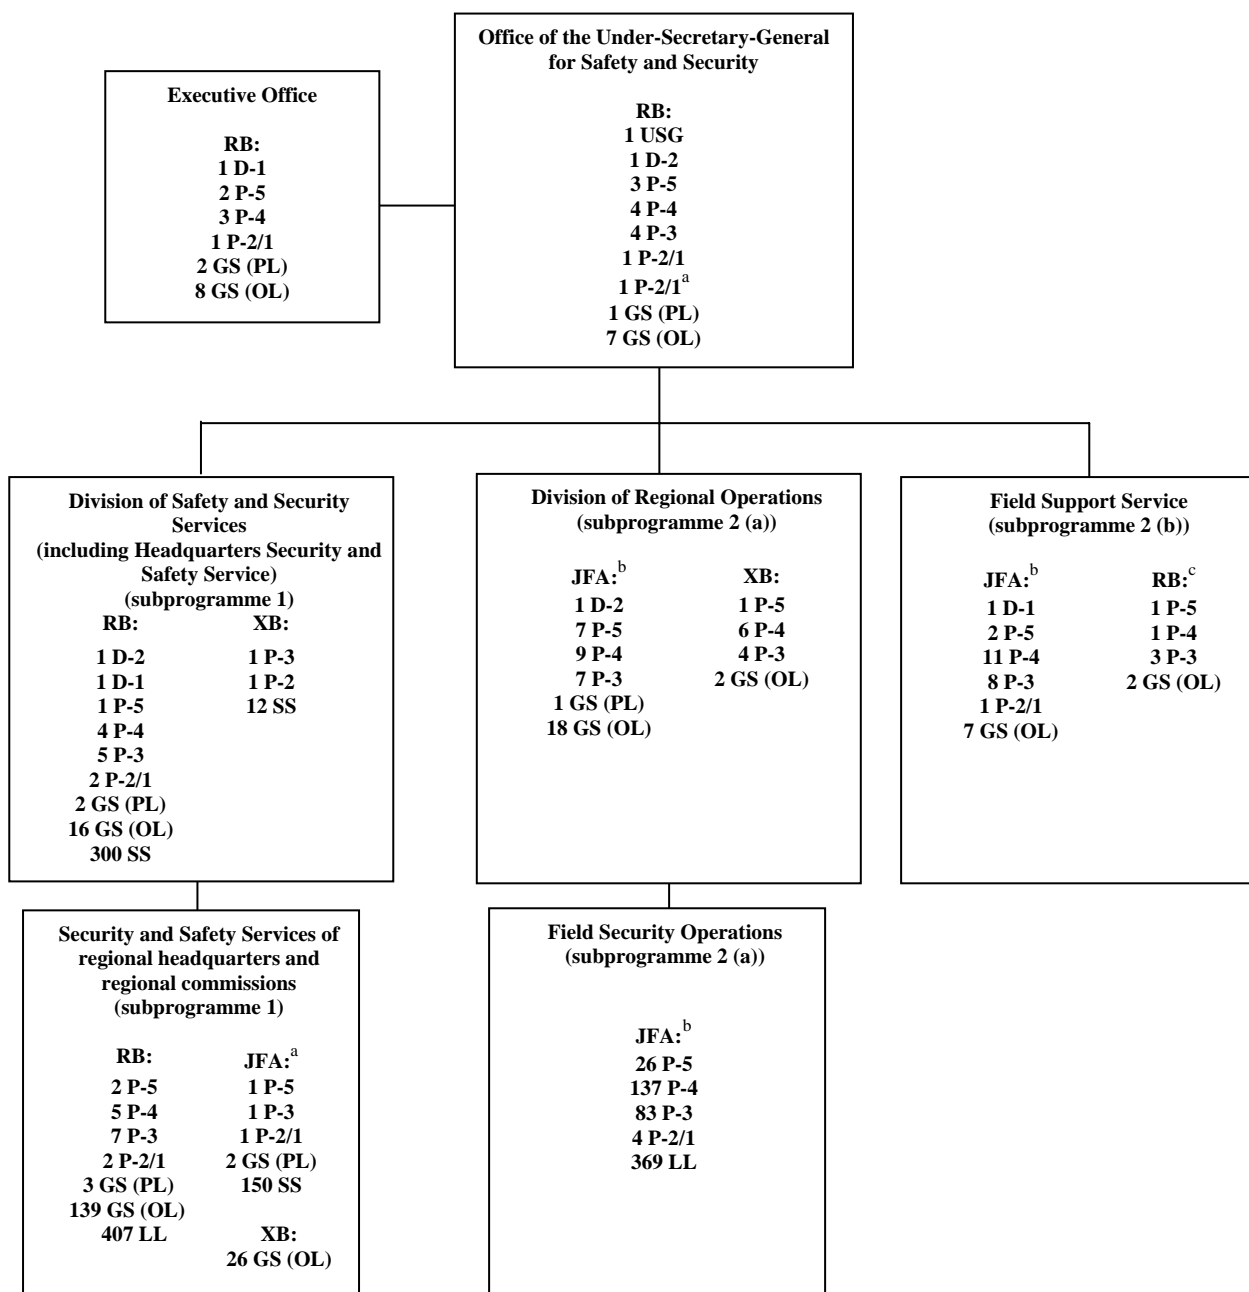 Office of the Under-Secretary-General
for Safety and Security
RB:
1 USG
1 D-2
3 P-5
4 P-4
4 P-3
1 P-2/1
1 P-2/1a
1 GS (PL)
7 GS (OL)
Executive Office
RB:
1 D-1
2 P-5
3 P-4
1 P-2/1
2 GS (PL)
8 GS (OL)
Division of Safety and Security
Services
(including Headquarters Security and
Safety Service)
(subprogramme 1)
RB:
1 D-2
1 D-1
1 P-5
4 P-4
5 P-3
2 P-2/1
2 GS (PL)
16 GS (OL)
300 SS
XB:
1 P-3
1 P-2
12 SS
Division of Regional Operations
(subprogramme 2 (a))
JFA:b
1 D-2
7 P-5
9 P-4
7 P-3
1 GS (PL)
18 GS (OL)
XB:
1 P-5
6 P-4
4 P-3
2 GS (OL)
Field Support Service
(subprogramme 2 (b))
JFA:b
1 D-1
2 P-5
11 P-4
8 P-3
1 P-2/1
7 GS (OL)
RB:c
1 P-5
1 P-4
3 P-3
2 GS (OL)
Security and Safety Services of
regional headquarters and
regional commissions
(subprogramme 1)
RB:
2 P-5
5 P-4
7 P-3
2 P-2/1
3 GS (PL)
139 GS (OL)
407 LL
JFA:a
1 P-5
1 P-3
1 P-2/1
2 GS (PL)
150 SS
XB:
26 GS (OL)
Field Security Operations
(subprogramme 2 (a))
JFA:b
26 P-5
137 P-4
83 P-3
4 P-2/1
369 LL